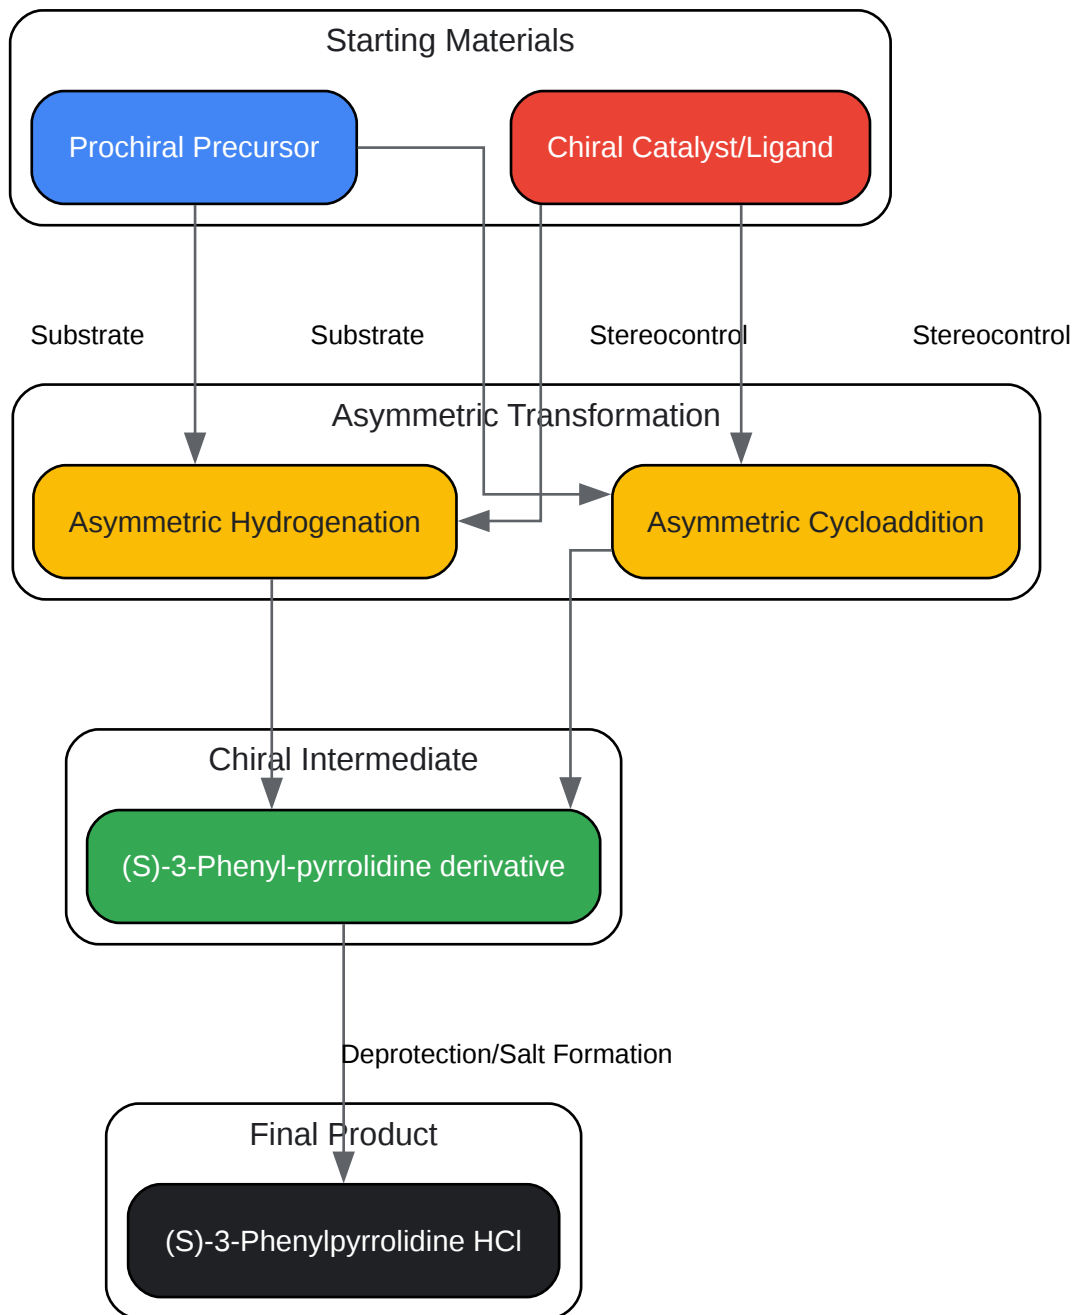 Starting Materials
Prochiral Precursor
Chiral Catalyst/Ligand
Substrate
Substrate
Stereocontrol
Stereocontrol
Asymmetric Transformation
Asymmetric Hydrogenation
Asymmetric Cycloaddition
Chiral Intermediate
(S)-3-Phenyl-pyrrolidine derivative
Deprotection/Salt Formation
Final Product
(S)-3-Phenylpyrrolidine HCl